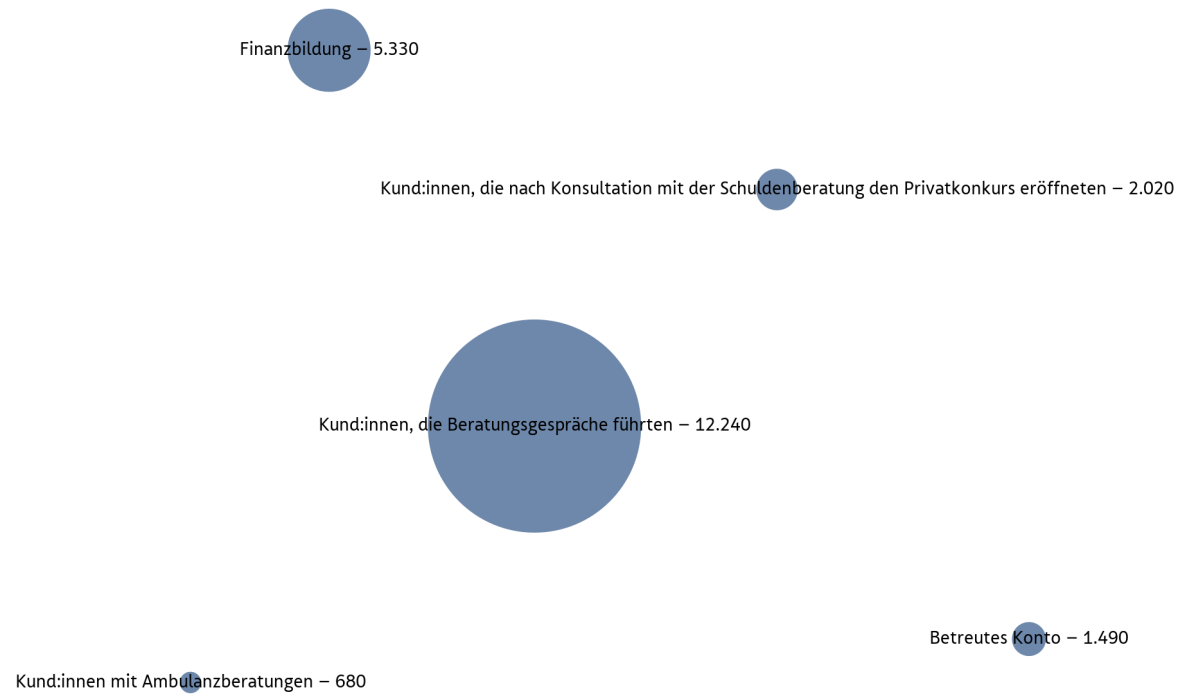 Finanzbildung – 5.330
Kund:innen, die nach Konsultation mit der Schuldenberatung den Privatkonkurs eröffneten – 2.020
Kund:innen, die Beratungsgespräche führten – 12.240
Betreutes Konto – 1.490
Kund:innen mit Ambulanzberatungen – 680